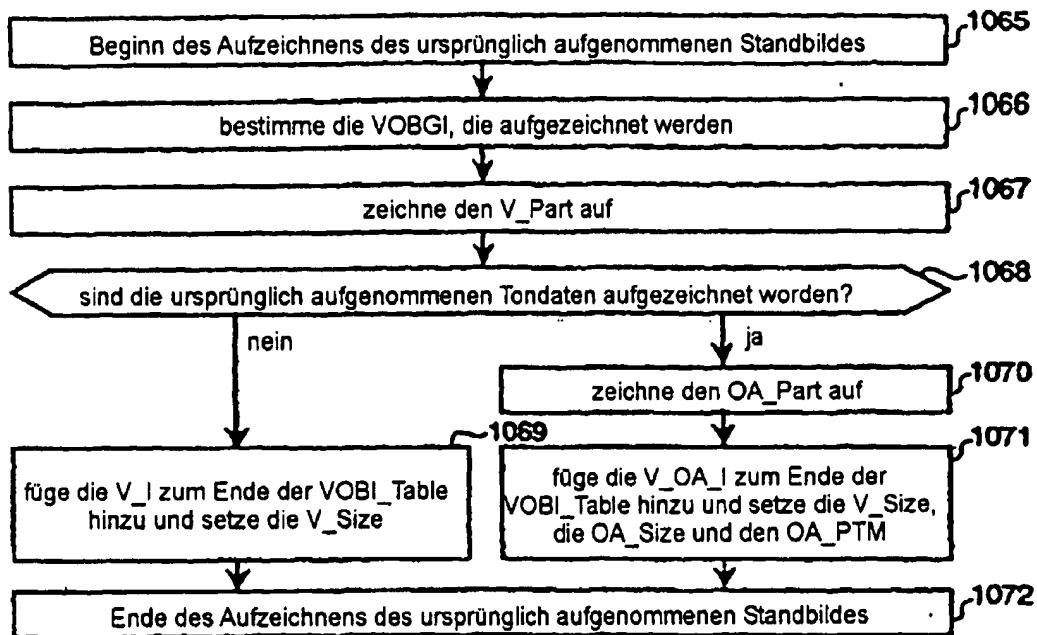 1065
Beginn des Aufzeichnens des ursprünglich aufgenommenen Standbildes
1066
bestimme die VOBGI, die aufgezeichnet werden
1067
zeichne den V_Part auf
1068
sind die ursprünglich aufgenommenen Tondaten aufgezeichnet worden?
nein
ja
1070
zeichne den OA_Part auf
1069
füge die V_I zum Ende der VOBI_Table
hinzu und setze die V_Size
1071
füge die V_OA_I zum Ende der
VOBI_Table hinzu und setze die V_Size,
die OA_Size und den OA_PTM
1072
Ende des Aufzeichnens des ursprünglich aufgenommenen Standbildes